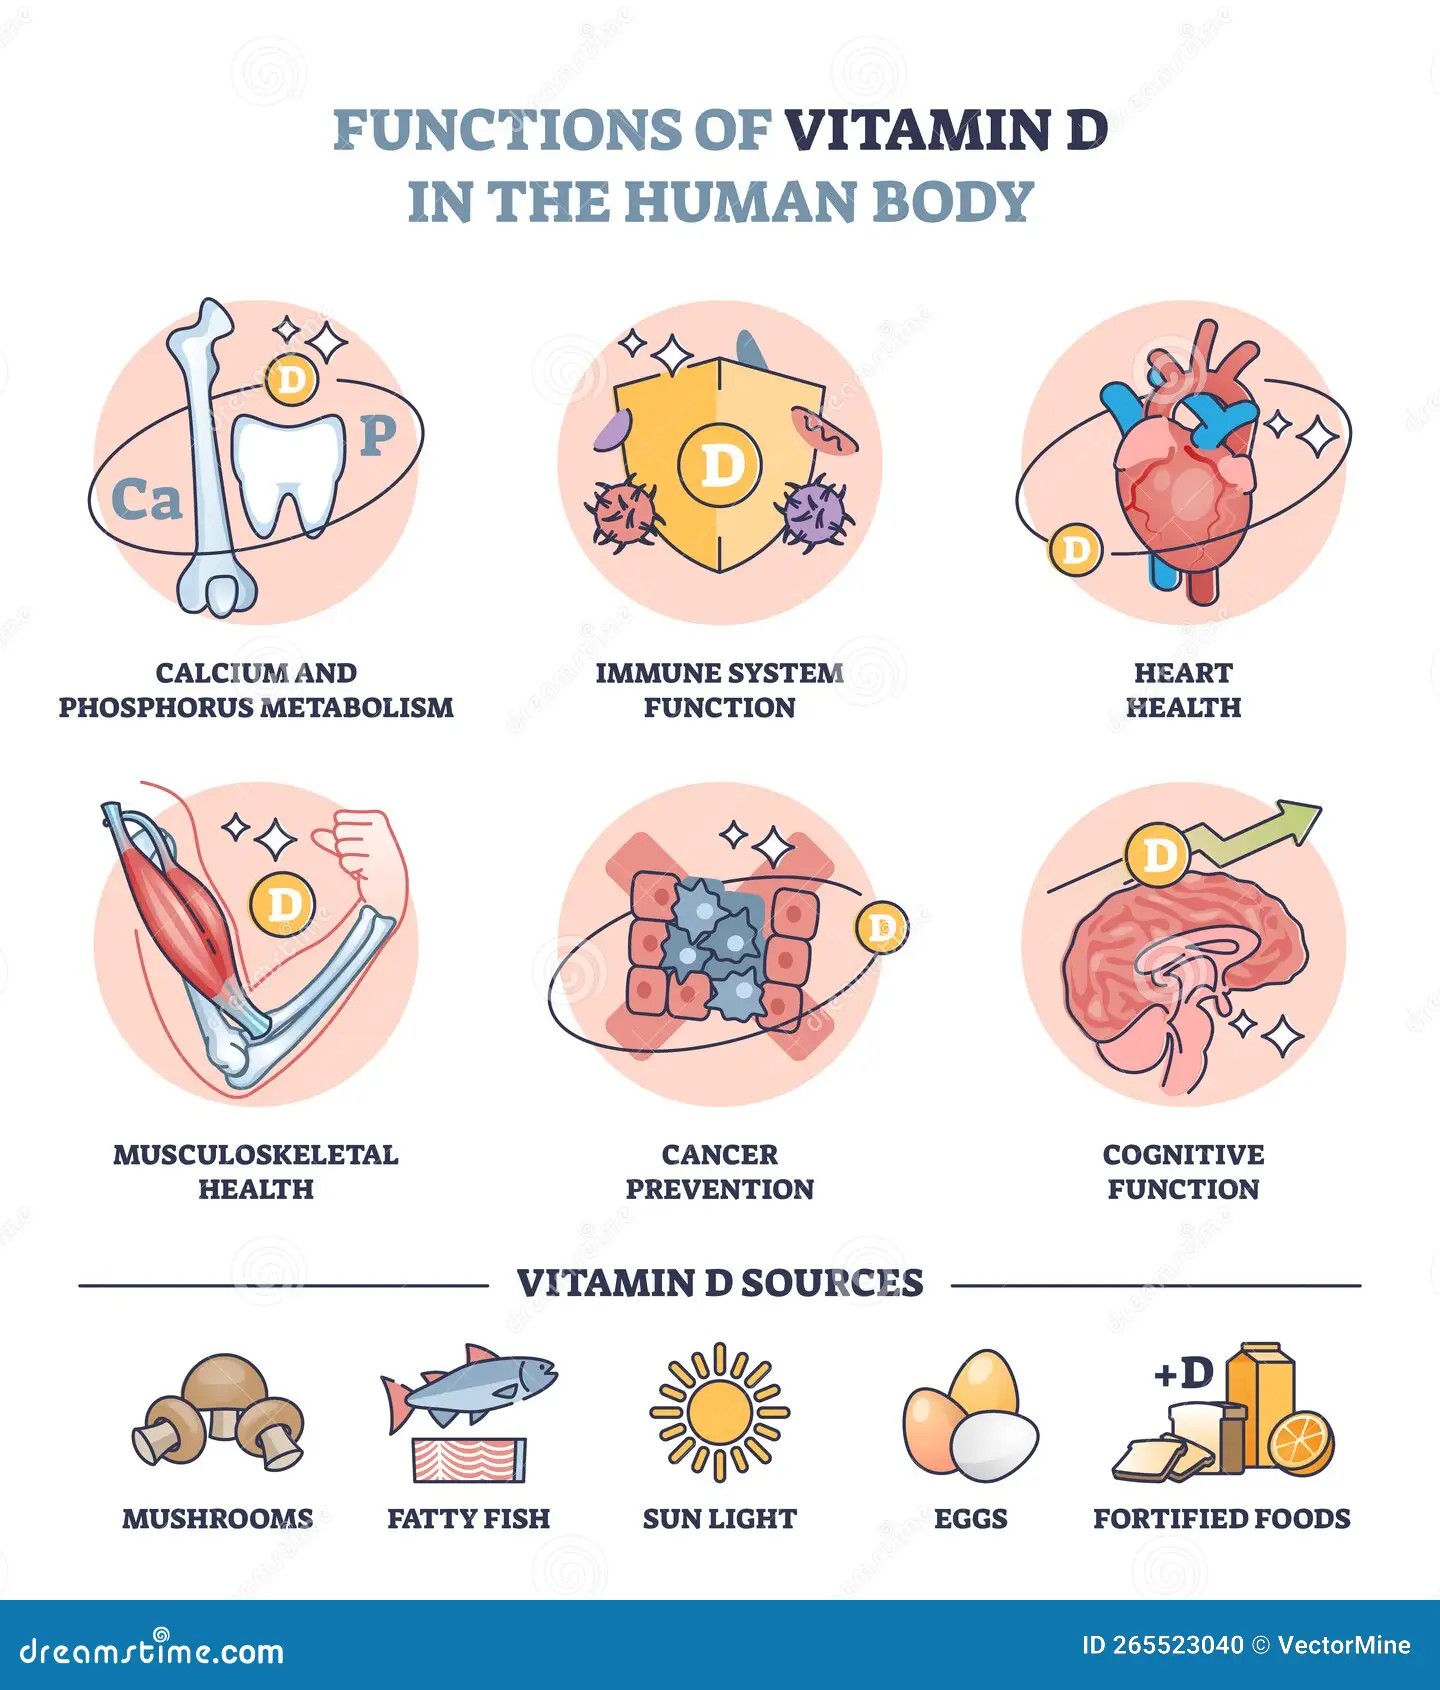 FUNCTIONS OF VITAMIN D
IN THE HUMAN BODY
D
Ca
P
D
D
CALCIUM AND
PHOSPHORUS METABOLISM
IMMUNE SYSTEM
FUNCTION
HEART
HEALTH
D
D
D
MUSCULOSKELETAL
HEALTH
CANCER
PREVENTION
COGNITIVE
FUNCTION
VITAMIN D SOURCES
+D
MUSHROOMS
FATTY FISH
SUN LIGHT
EGGS
FORTIFIED FOODS
dreamstime.com
ID 265523040 © VectorMine